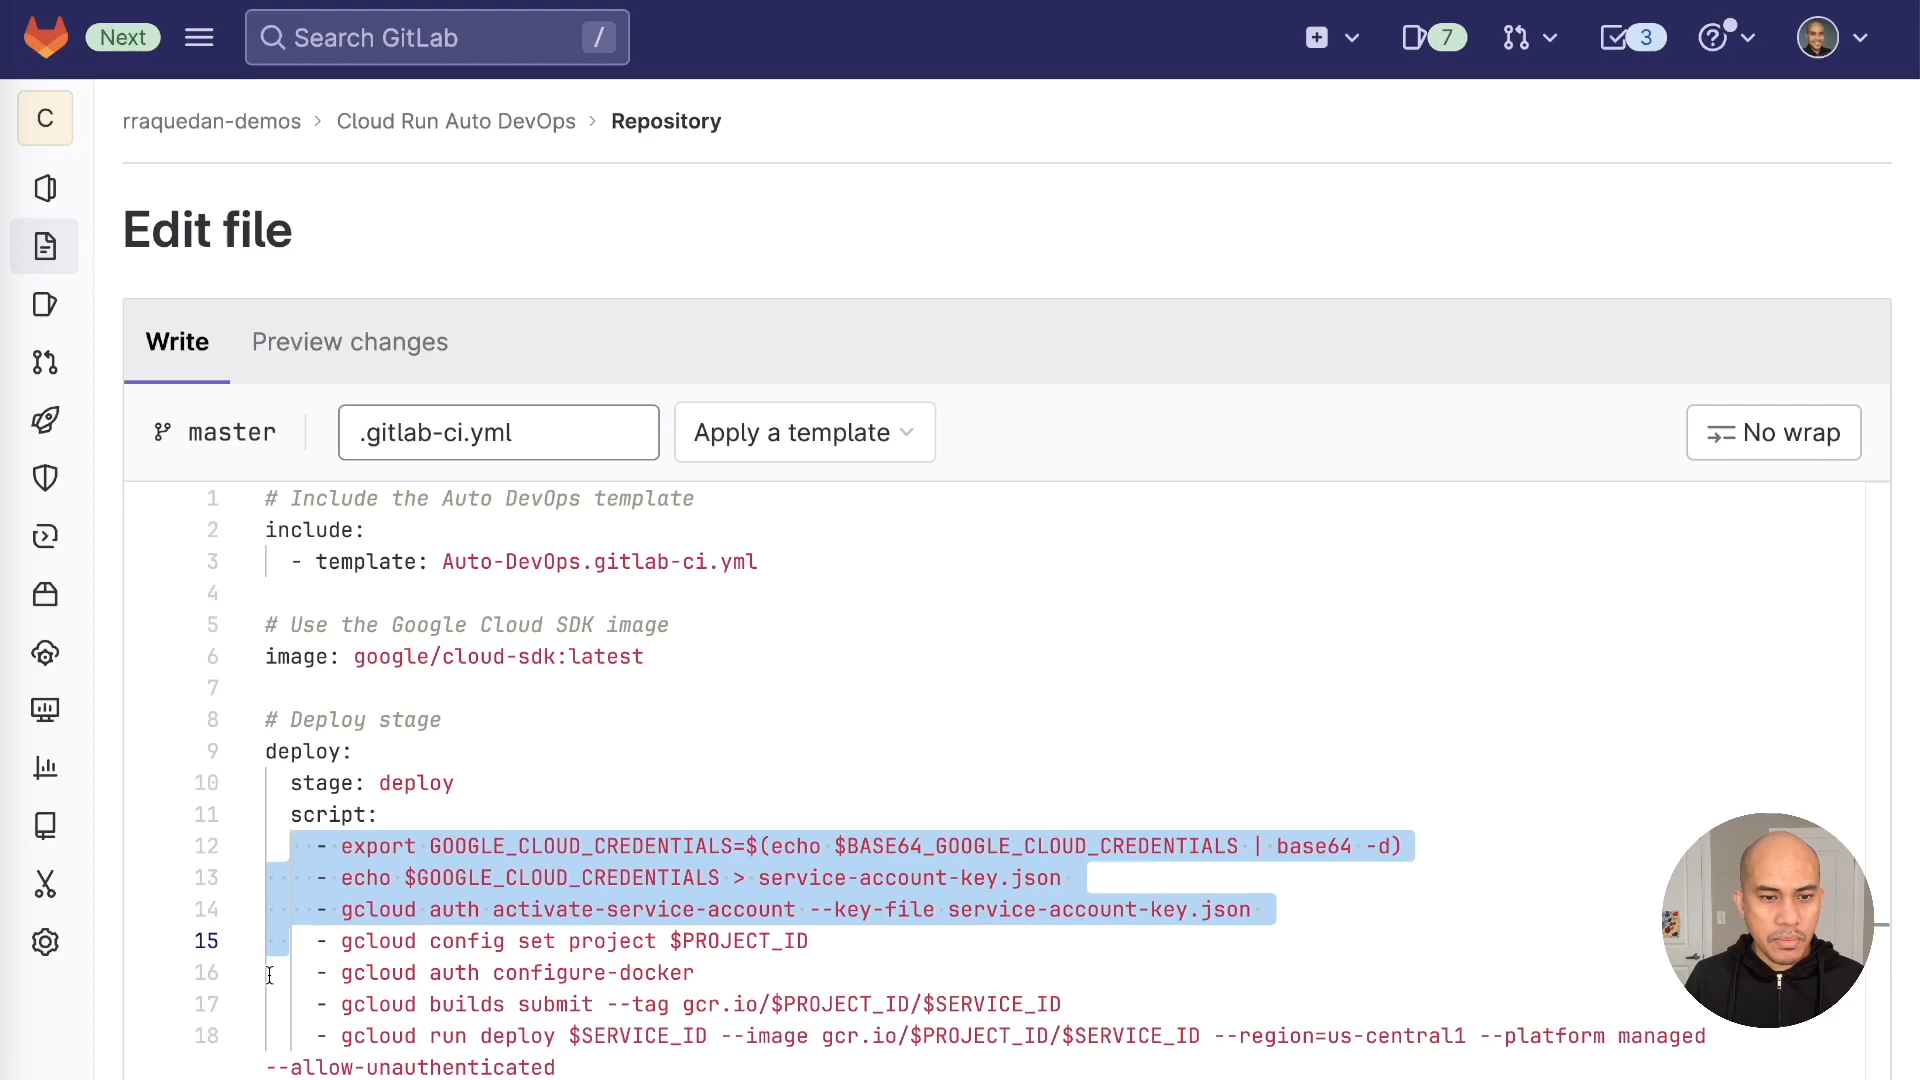 Next
Search GitLab
/
7
3
C
rraquedan-demos > Cloud Run Auto DevOps > Repository
Edit file
Write
Preview changes
master
.gitlab-ci.yml
Apply a template
No wrap
1 # Include the Auto DevOps template
2 include:
3 - template: Auto-DevOps.gitlab-ci.yml
4
5 # Use the Google Cloud SDK image
6 image: google/cloud-sdk:latest
7
8 # Deploy stage
9 deploy:
10 stage: deploy
11 script:
12 - export GOOGLE_CLOUD_CREDENTIALS=$(echo $BASE64_GOOGLE_CLOUD_CREDENTIALS | base64 -d)
13 - echo $GOOGLE_CLOUD_CREDENTIALS > service-account-key.json
14 - gcloud auth activate-service-account --key-file service-account-key.json
15 - gcloud config set project $PROJECT_ID
16 - gcloud auth configure-docker
17 - gcloud builds submit --tag gcr.io/$PROJECT_ID/$SERVICE_ID
18 - gcloud run deploy $SERVICE_ID --image gcr.io/$PROJECT_ID/$SERVICE_ID --region=us-central1 --platform managed
--allow-unauthenticated